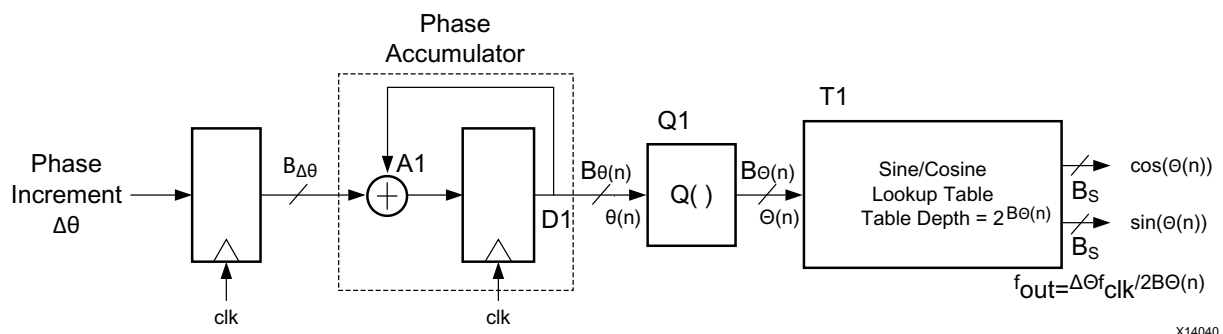 Phase
Accumulator
T1
Q1
A1
Phase
Increment
Δθ
B_Δθ
+
B_θ(n)
θ(n)
D1
Q( )
B_Θ(n)
Θ(n)
Sine/Cosine
Lookup Table
Table Depth = 2^BΘ(n)
cos(Θ(n))
B_S
sin(Θ(n))
B_S
f_out=ΔΘf_clk/2BΘ(n)
clk
clk
X14040